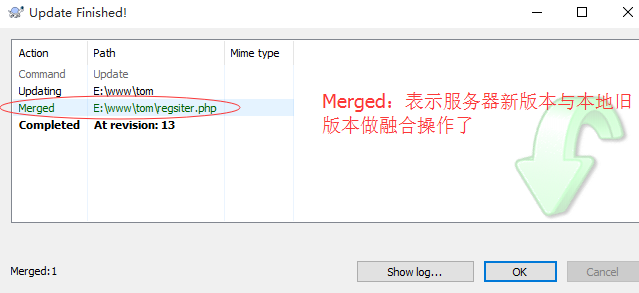 Update Finished!
Action Path Mime type
Command Update
Updating E:\www\tom
Merged E:\www\tom\regsiter.php
Completed At revision: 13
Merged：表示服务器新版本与本地旧
版本做融合操作了
Merged:1
Show log... OK Cancel